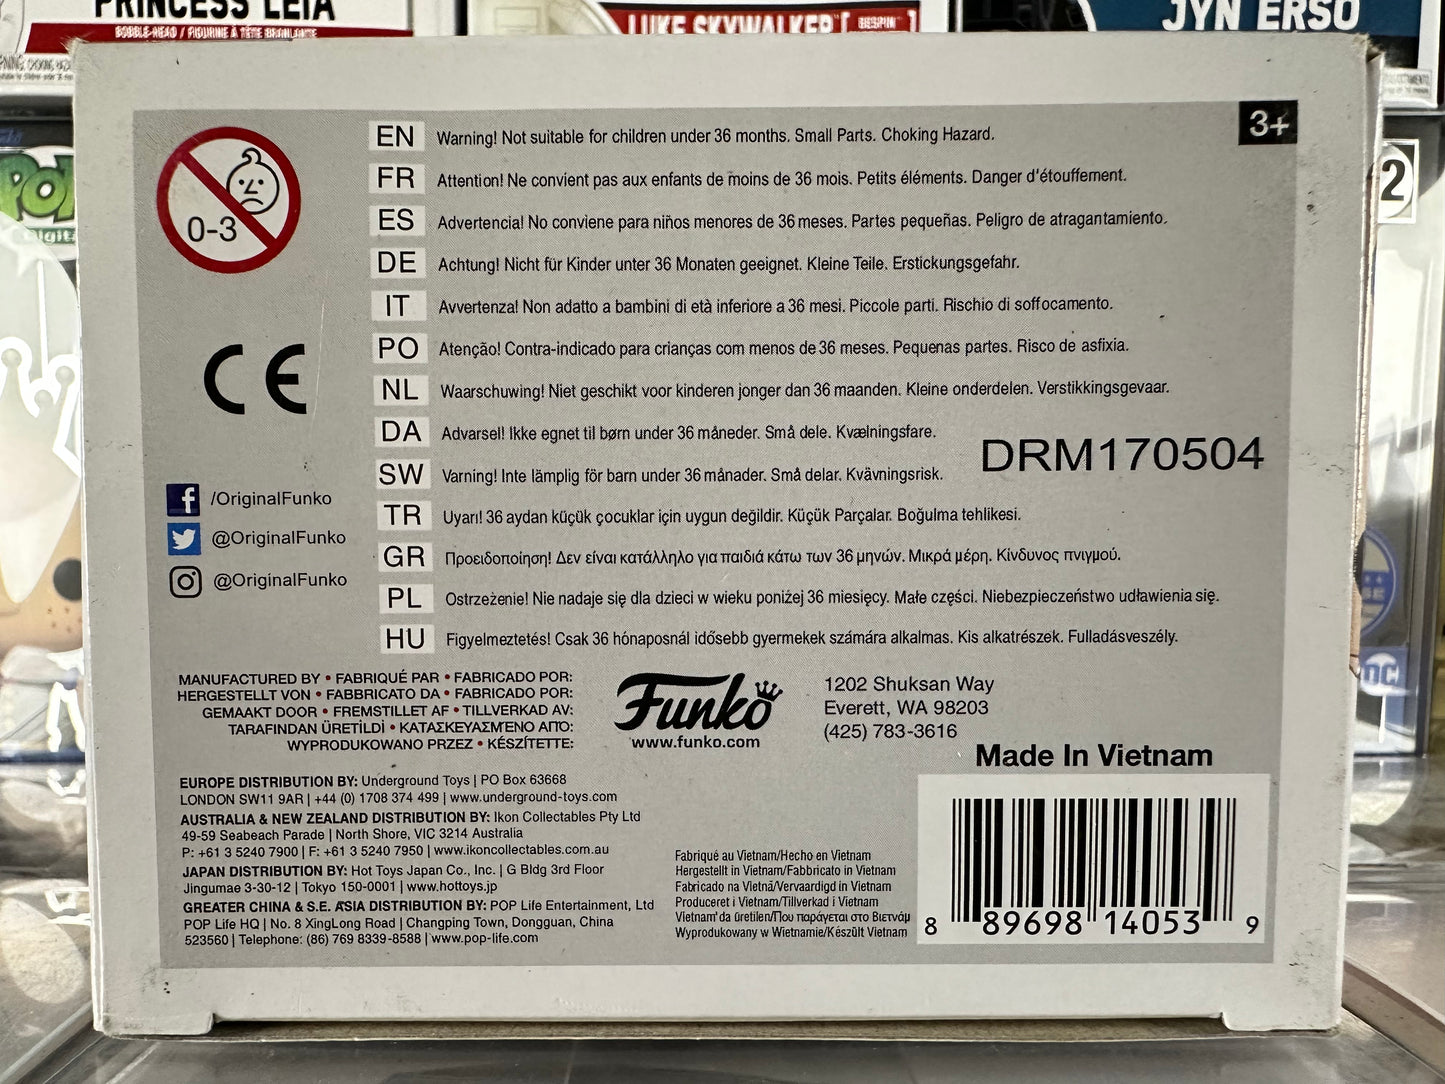 PRINCESS LEIA
BOBBLE-HEAD / FIGURINE À TÊTE BRANLANTE
LUKE SKYWALKER [BESPIN]
JYN ERSO
2
POP
Digital
DC
3+
0-3
EN Warning! Not suitable for children under 36 months. Small Parts. Choking Hazard.
FR Attention! Ne convient pas aux enfants de moins de 36 mois. Petits éléments. Danger d'étouffement.
ES Advertencia! No conviene para niños menores de 36 meses. Partes pequeñas. Peligro de atragantamiento.
DE Achtung! Nicht für Kinder unter 36 Monaten geeignet. Kleine Teile. Erstickungsgefahr.
IT Avvertenza! Non adatto a bambini di età inferiore a 36 mesi. Piccole parti. Rischio di soffocamento.
PO Atenção! Contra-indicado para crianças com menos de 36 meses. Pequenas partes. Risco de asfixia.
NL Waarschuwing! Niet geschikt voor kinderen jonger dan 36 maanden. Kleine onderdelen. Verstikkingsgevaar.
DA Advarsel! Ikke egnet til børn under 36 måneder. Små dele. Kvælningsfare.
SW Varning! Inte lämplig för barn under 36 månader. Små delar. Kvävningsrisk.
TR Uyarı! 36 aydan küçük çocuklar için uygun değildir. Küçük Parçalar. Boğulma tehlikesi.
GR Προειδοποίηση! Δεν είναι κατάλληλο για παιδιά κάτω των 36 μηνών. Μικρά μέρη. Κίνδυνος πνιγμού.
PL Ostrzeżenie! Nie nadaje się dla dzieci w wieku poniżej 36 miesięcy. Małe części. Niebezpieczeństwo udławienia się.
HU Figyelmeztetés! Csak 36 hónaposnál idősebb gyermekek számára alkalmas. Kis alkatrészek. Fulladásveszély.
DRM170504
CE
/OriginalFunko
@OriginalFunko
@OriginalFunko
MANUFACTURED BY • FABRIQUÉ PAR • FABRICADO POR:
HERGESTELLT VON • FABBRICATO DA • FABRICADO POR:
GEMAAKT DOOR • FREMSTILLET AF • TILLVERKAD AV:
TARAFINDAN ÜRETİLDİ • ΚΑΤΑΣΚΕΥΑΣΜΈΝΟ ΑΠΌ:
WYPRODUKOWANO PRZEZ • KÉSZÍTETTE:
Funko
www.funko.com
1202 Shuksan Way
Everett, WA 98203
(425) 783-3616
Made In Vietnam
EUROPE DISTRIBUTION BY: Underground Toys | PO Box 63668
LONDON SW11 9AR | +44 (0) 1708 374 499 | www.underground-toys.com
AUSTRALIA & NEW ZEALAND DISTRIBUTION BY: Ikon Collectables Pty Ltd
49-59 Seabeach Parade | North Shore, VIC 3214 Australia
P: +61 3 5240 7900 | F: +61 3 5240 7950 | www.ikoncollectables.com.au
JAPAN DISTRIBUTION BY: Hot Toys Japan Co., Inc. | G Bldg 3rd Floor
Jingumae 3-30-12 | Tokyo 150-0001 | www.hottoys.jp
GREATER CHINA & S.E. ASIA DISTRIBUTION BY: POP Life Entertainment, Ltd
POP Life HQ | No. 8 XingLong Road | Changping Town, Dongguan, China
523560 | Telephone: (86) 769 8339-8588 | www.pop-life.com
Fabriqué au Vietnam/Hecho en Vietnam
Hergestellt in Vietnam/Fabbricato in Vietnam
Fabricado na Vietnã/Vervaardigd in Vietnam
Produceret i Vietnam/Tillverkad i Vietnam
Vietnam'da üretilen/Που παράγεται στο Βιετνάμ
Wyprodukowany w Wietnamie/Készült Vietnam
8 89698 14053 9